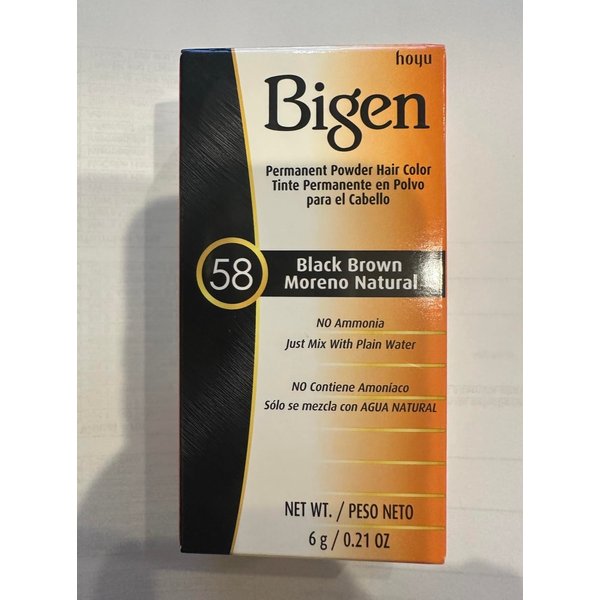 hoyu
Bigen
Permanent Powder Hair Color
Tinte Permanente en Polvo
para el Cabello
58
Black Brown
Moreno Natural
NO Ammonia
Just Mix With Plain Water
NO Contiene Amoníaco
Sólo se mezcla con AGUA NATURAL
NET WT. / PESO NETO
6 g / 0.21 OZ